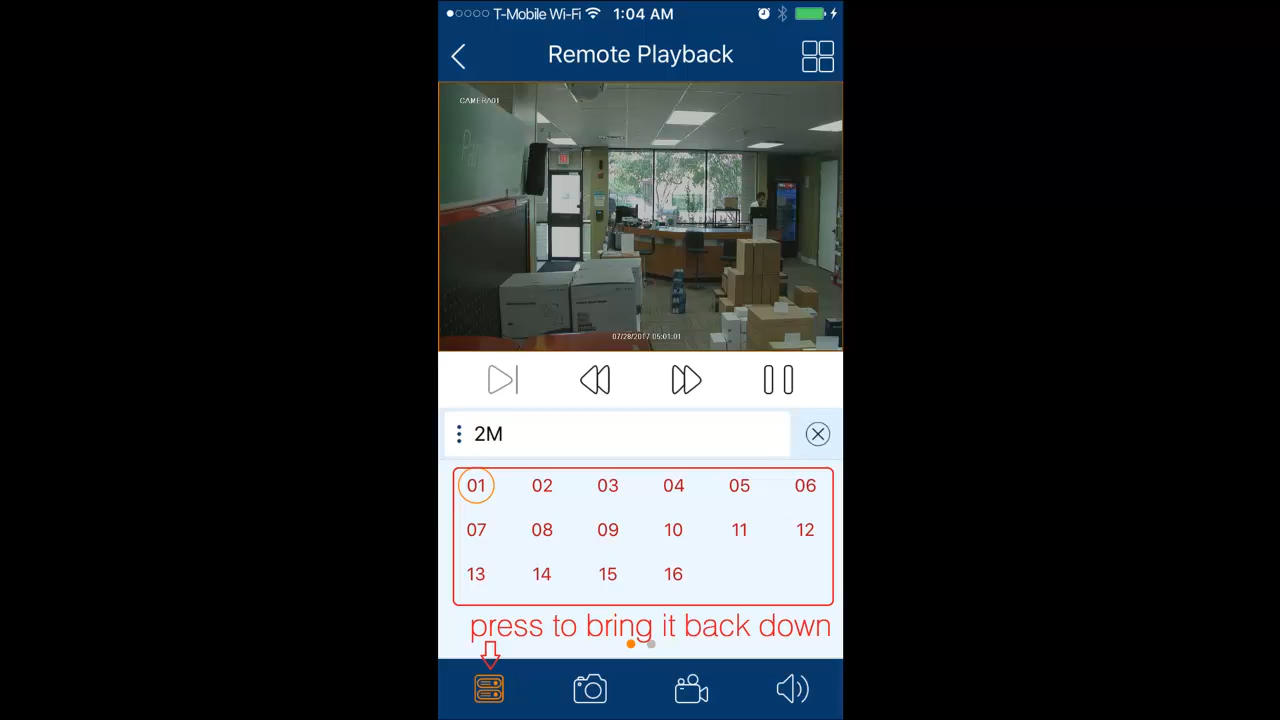 T-Mobile Wi-Fi 1:04 AM
Remote Playback
CAMERA01
07/28/2017 05:01:01
2M
01 02 03 04 05 06
07 08 09 10 11 12
13 14 15 16
press to bring it back down